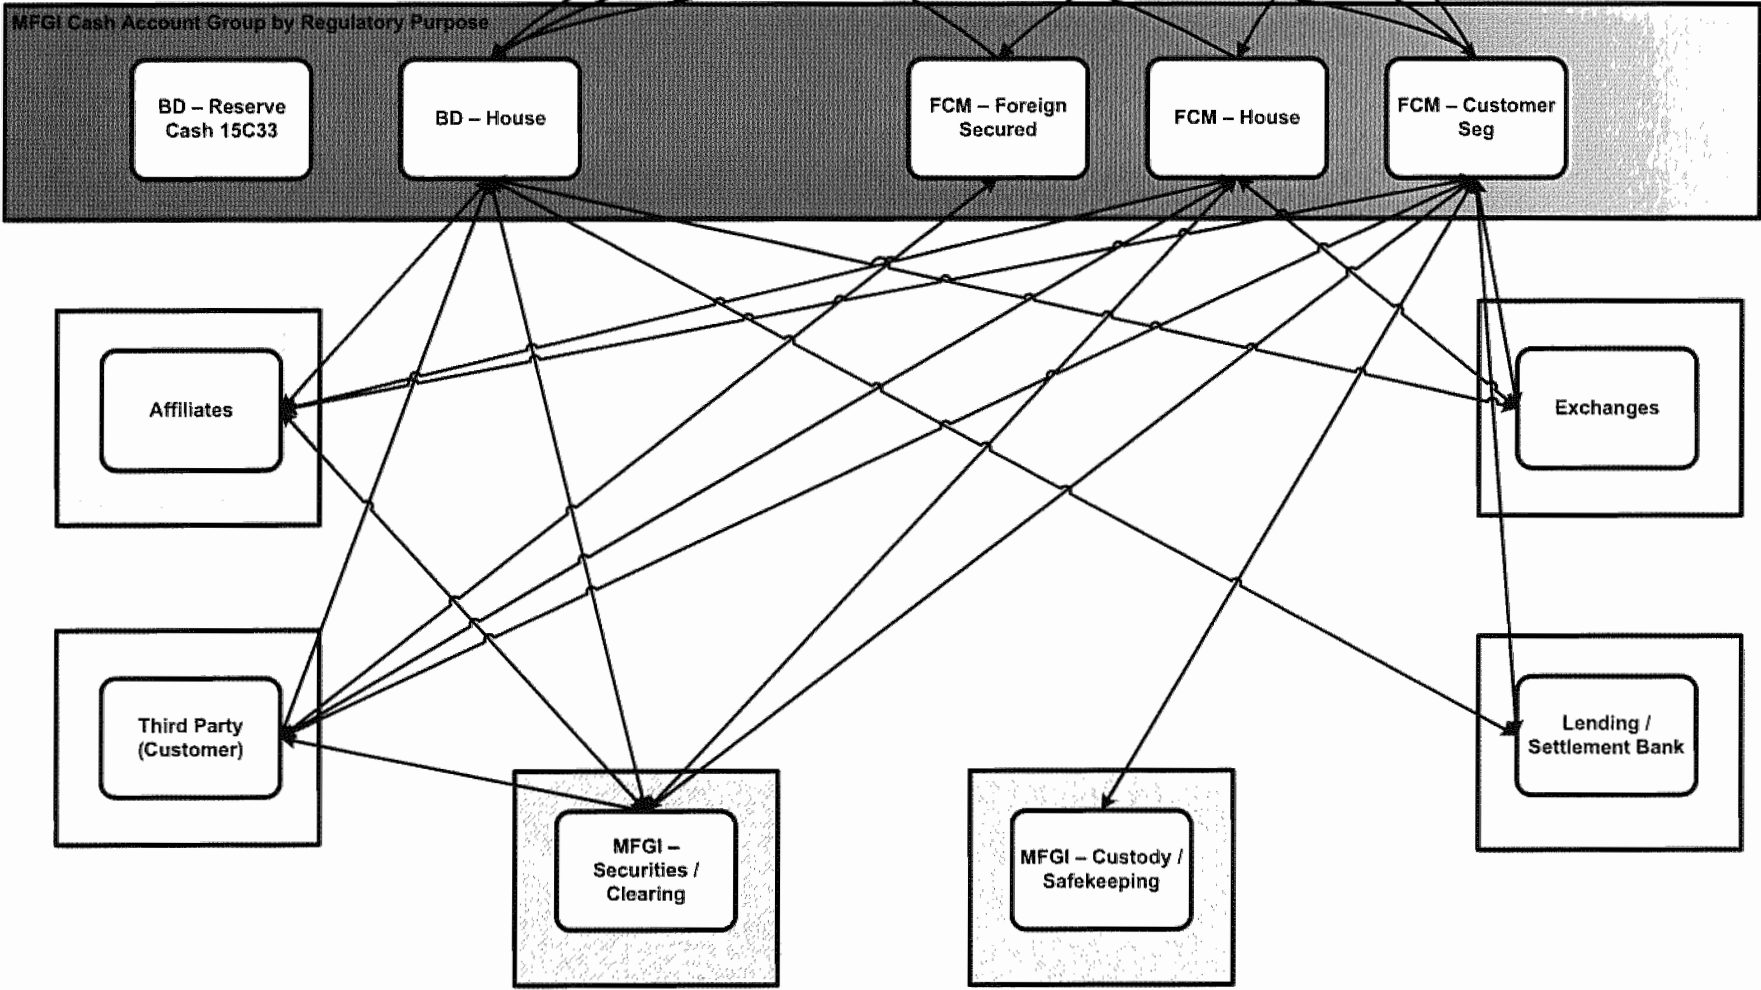 MFGI Cash Account Group by Regulatory Purpose
BD – Reserve
Cash 15C33
BD – House
FCM – Foreign
Secured
FCM – House
FCM – Customer
Seg
Affiliates
Exchanges
Third Party
(Customer)
Lending /
Settlement Bank
MFGI –
Securities /
Clearing
MFGI – Custody /
Safekeeping